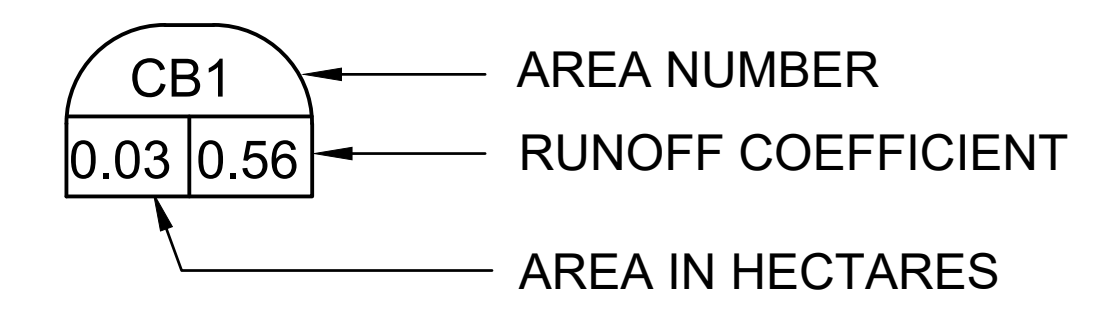 CB1
AREA NUMBER
0.03 0.56
RUNOFF COEFFICIENT
AREA IN HECTARES